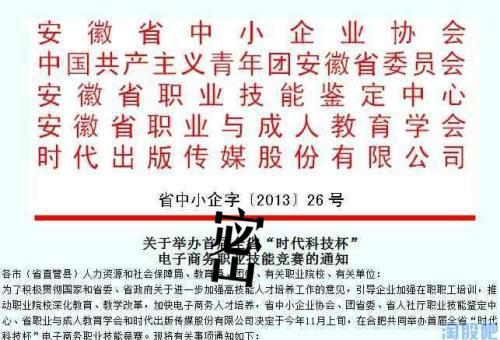 安徽省中小企业协会
中国共产主义青年团安徽省委员会
安徽省职业技能鉴定中心
安徽省职业与成人教育学会
时代出版传媒股份有限公司
省中小企字〔2013〕26号
密
关于举办首届全省“时代科技杯”
电子商务职业技能竞赛的通知
各市（省直管县）人力资源和社会保障局、教育局、团委、有关职业院校、有关单位：
为了积极贯彻国家和省委、省政府关于进一步加强高技能人才培养工作的意见，引导企业加强在职职工培训，推
动职业院校深化教育、教学改革，加快电子商务人才培养，省中小企业协会、团省委、省人社厅职业技能鉴定中
心、省职业与成人教育学会和时代出版传媒股份有限公司决定于今年11月上旬，在合肥共同举办首届全省“时代
科技杯”电子商务职业技能竞赛。现将有关事项通知如下：
淘股吧